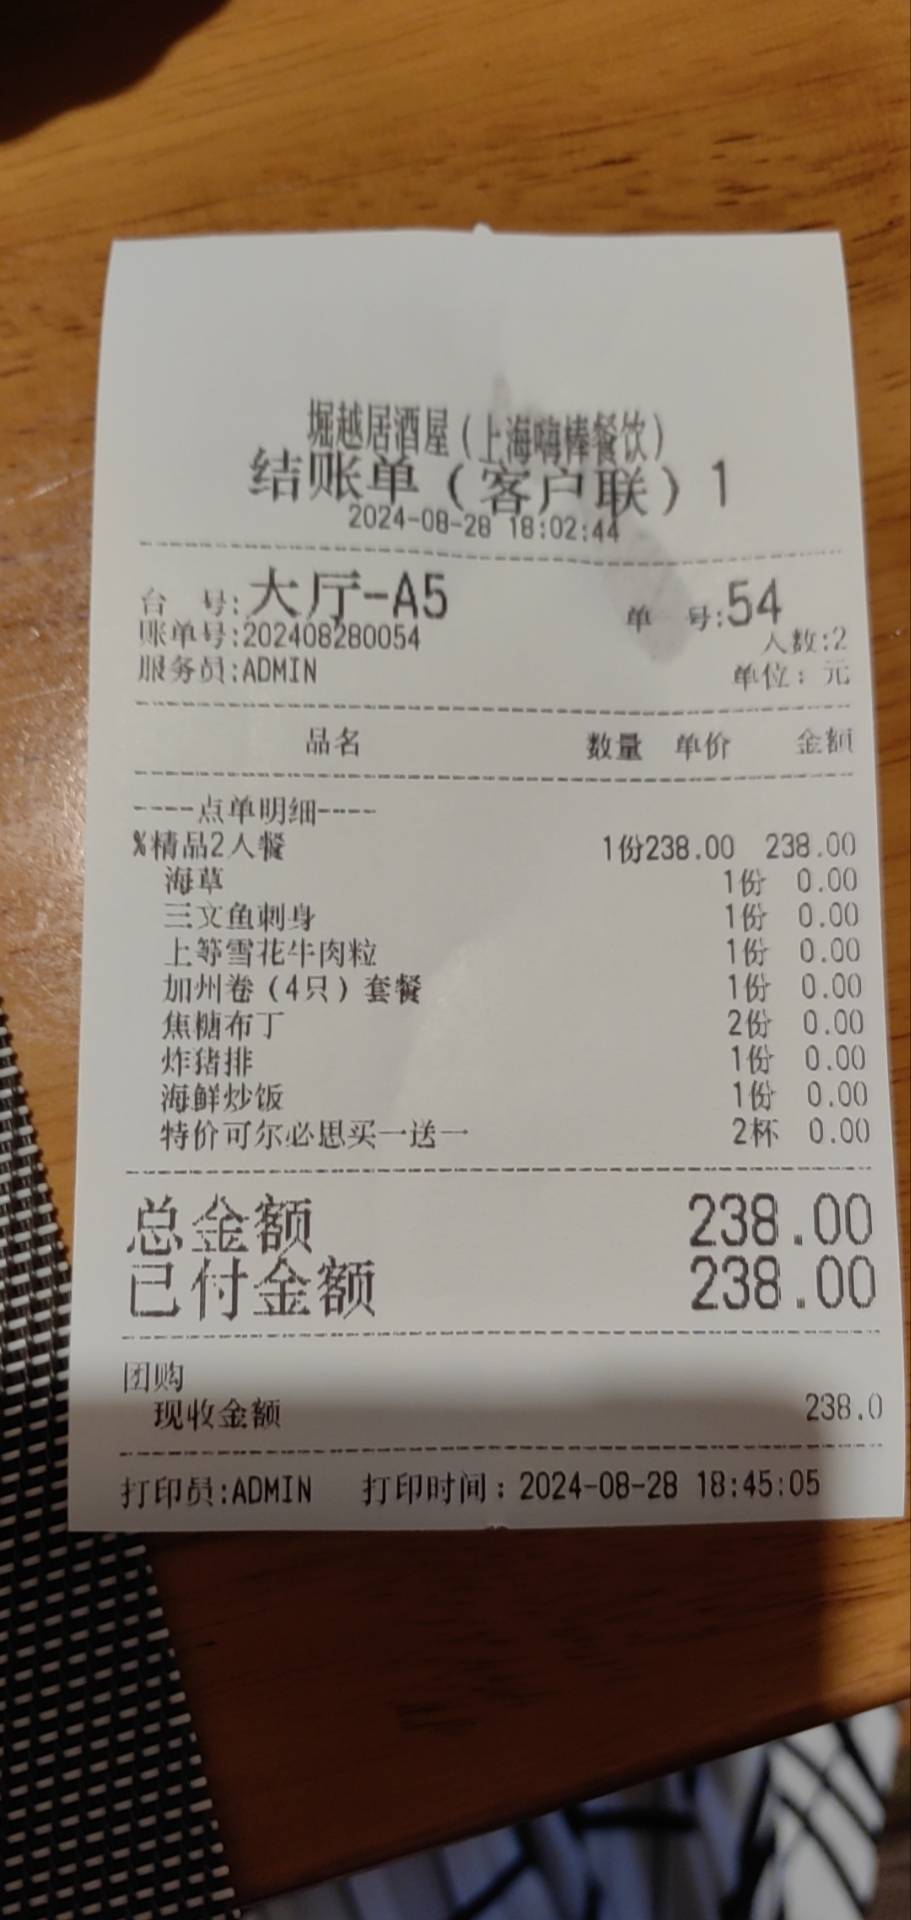 堀越居酒屋(上海嗨棒餐饮)
结账单(客户联)1
2024-08-28 18:02:44
台 号:大厅-A5 单 号:54
账单号:202408280054 人数:2
服务员:ADMIN 单位: 元
品名 数量 单价 金额
----点单明细----
%精品2人餐 1份238.00 238.00
海草 1份 0.00
三文鱼刺身 1份 0.00
上等雪花牛肉粒 1份 0.00
加州卷(4只)套餐 1份 0.00
焦糖布丁 2份 0.00
炸猪排 1份 0.00
海鲜炒饭 1份 0.00
特价可尔必思买一送一 2杯 0.00
总金额 238.00
已付金额 238.00
团购
现收金额 238.0
打印员:ADMIN 打印时间:2024-08-28 18:45:05